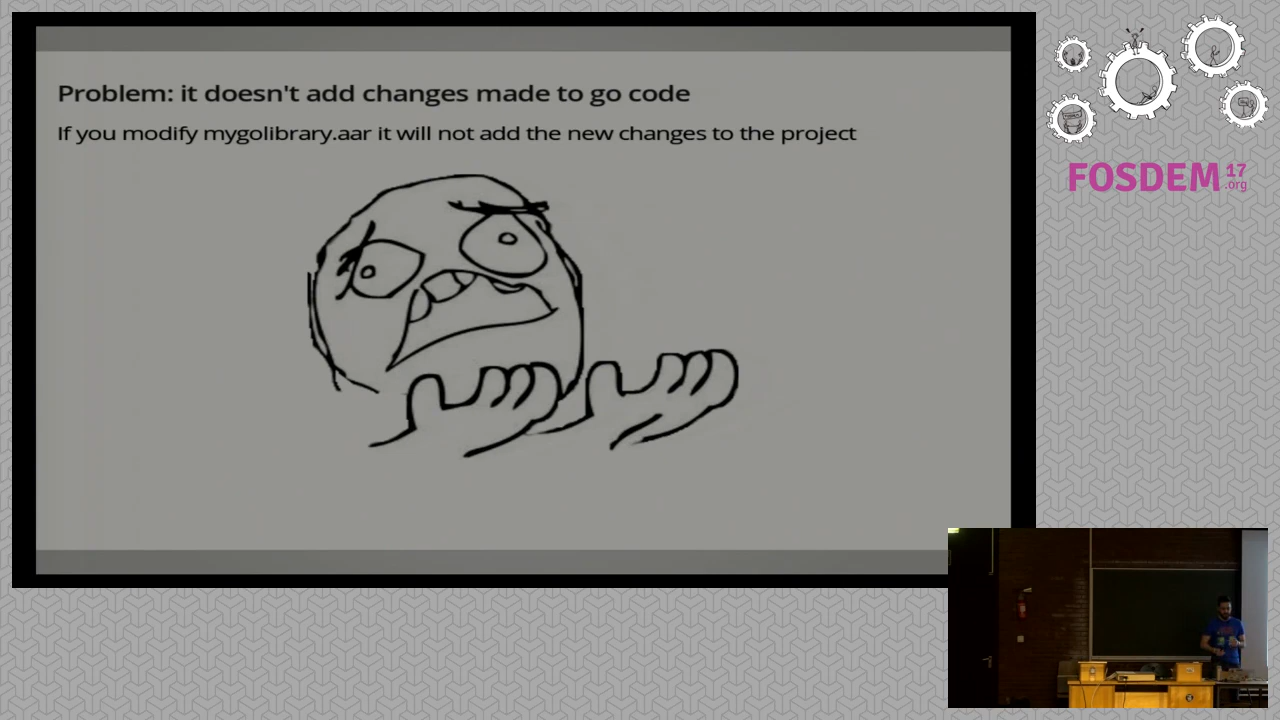 Problem: it doesn't add changes made to go code
If you modify mygolibrary.aar it will not add the new changes to the project
FOSDEM 17
.org